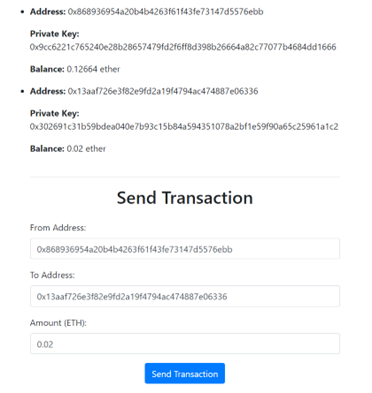 Address: 0x868936954a20b4b4263f61f43fe73147d5576ebb
Private Key:
0x9cc6221c765240e28b28657479fd2f6ff8d398b26664a82c77077b4684dd1666
Balance: 0.12664 ether
Address: 0x13aaf726e3f82e9fd2a19f4794ac474887e06336
Private Key:
0x302691c31b59bdea040e7b93c15b84a594351078a2bf1e59f90a65c25961a1c2
Balance: 0.02 ether
Send Transaction
From Address:
0x868936954a20b4b4263f61f43fe73147d5576ebb
To Address:
0x13aaf726e3f82e9fd2a19f4794ac474887e06336
Amount (ETH):
0.02
Send Transaction